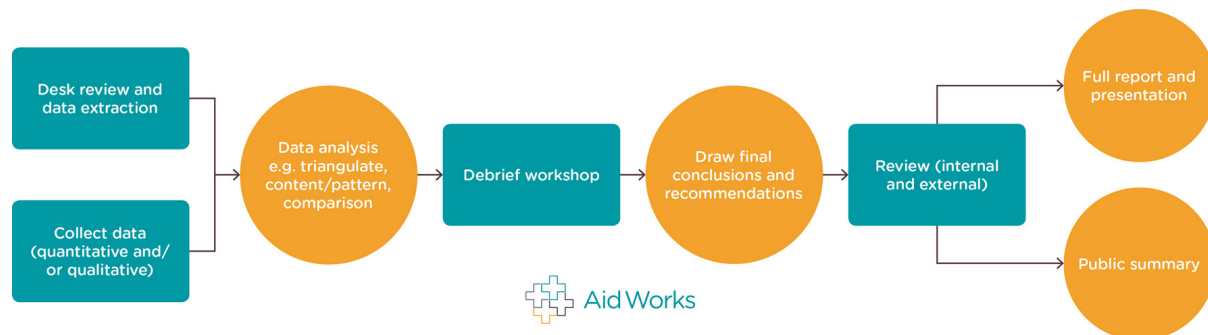 Desk review and
data extraction
Collect data
(quantitative and/
or qualitative)
Data analysis
e.g. triangulate,
content/pattern,
comparison
Debrief workshop
Draw final
conclusions and
recommendations
Review (internal
and external)
Full report and
presentation
Public summary
Aid Works